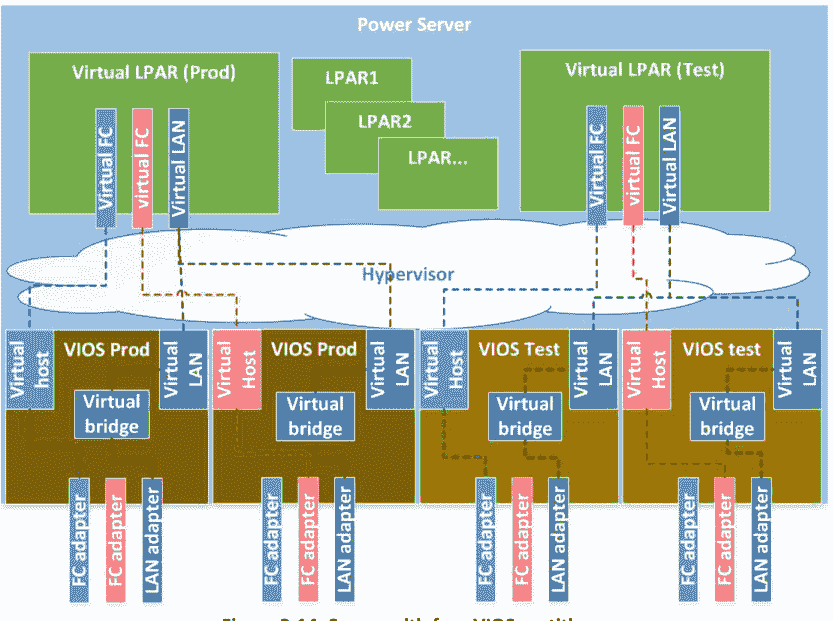 Power Server
Virtual LPAR (Prod)
LPAR1
LPAR2
LPAR...
Virtual LPAR (Test)
Virtual FC
virtual FC
Virtual LAN
Virtual FC
virtual FC
Virtual LAN
Hypervisor
Virtual
host
VIOS Prod
Virtual
LAN
Virtual
bridge
Virtual
Host
VIOS Prod
Virtual
LAN
Virtual
bridge
Virtual
Host
VIOS Test
Virtual
LAN
Virtual
bridge
Virtual
Host
VIOS test
Virtual
LAN
Virtual
bridge
FC adapter
FC adapter
LAN adapter
FC adapter
FC adapter
LAN adapter
FC adapter
FC adapter
LAN adapter
FC adapter
FC adapter
LAN adapter